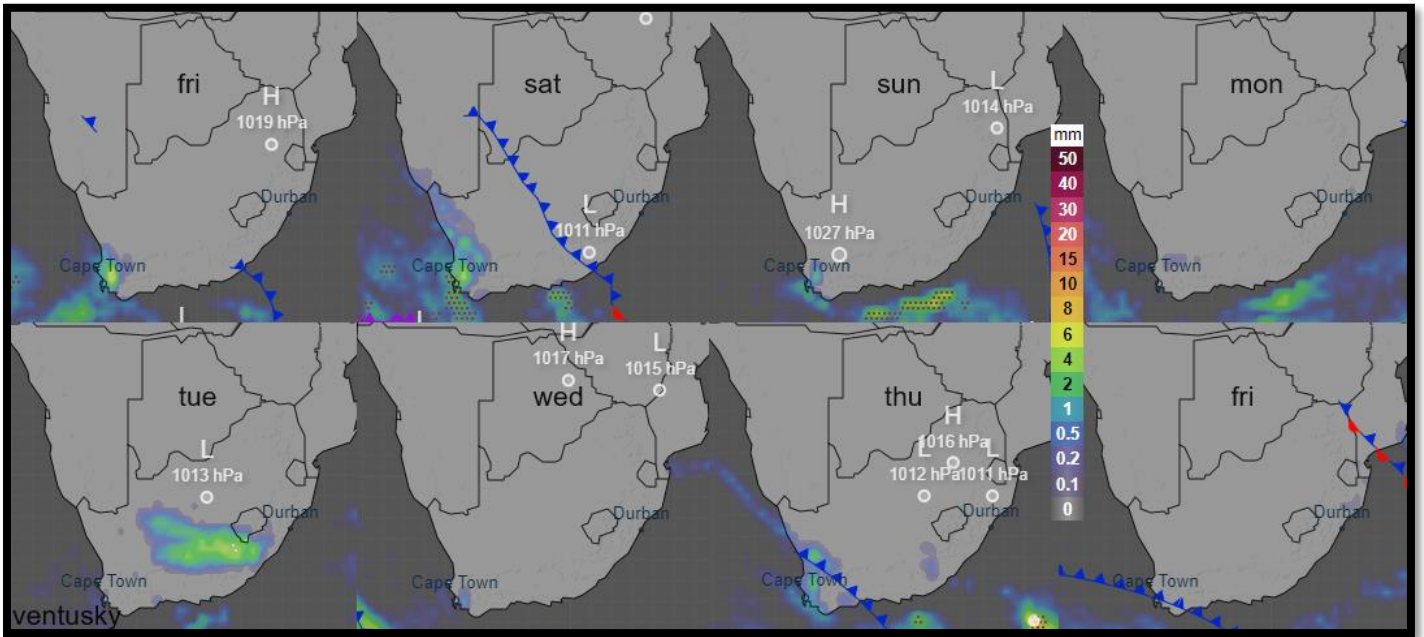 fri
H
1019 hPa
Durban
Cape Town
sat
L
1011 hPa
Durban
Cape Town
sun
L
1014 hPa
H
1027 hPa
Durban
Cape Town
mon
Durban
Cape Town
mm
50
40
30
20
15
10
8
6
4
2
1
0.5
0.2
0.1
0
tue
L
1013 hPa
Durban
Cape Town
ventusky
wed
H
1017 hPa
L
1015 hPa
Durban
Cape Town
thu
H
1016 hPa
L
L
1012 hPa
1011 hPa
Durban
Cape Town
fri
Durban
Cape Town